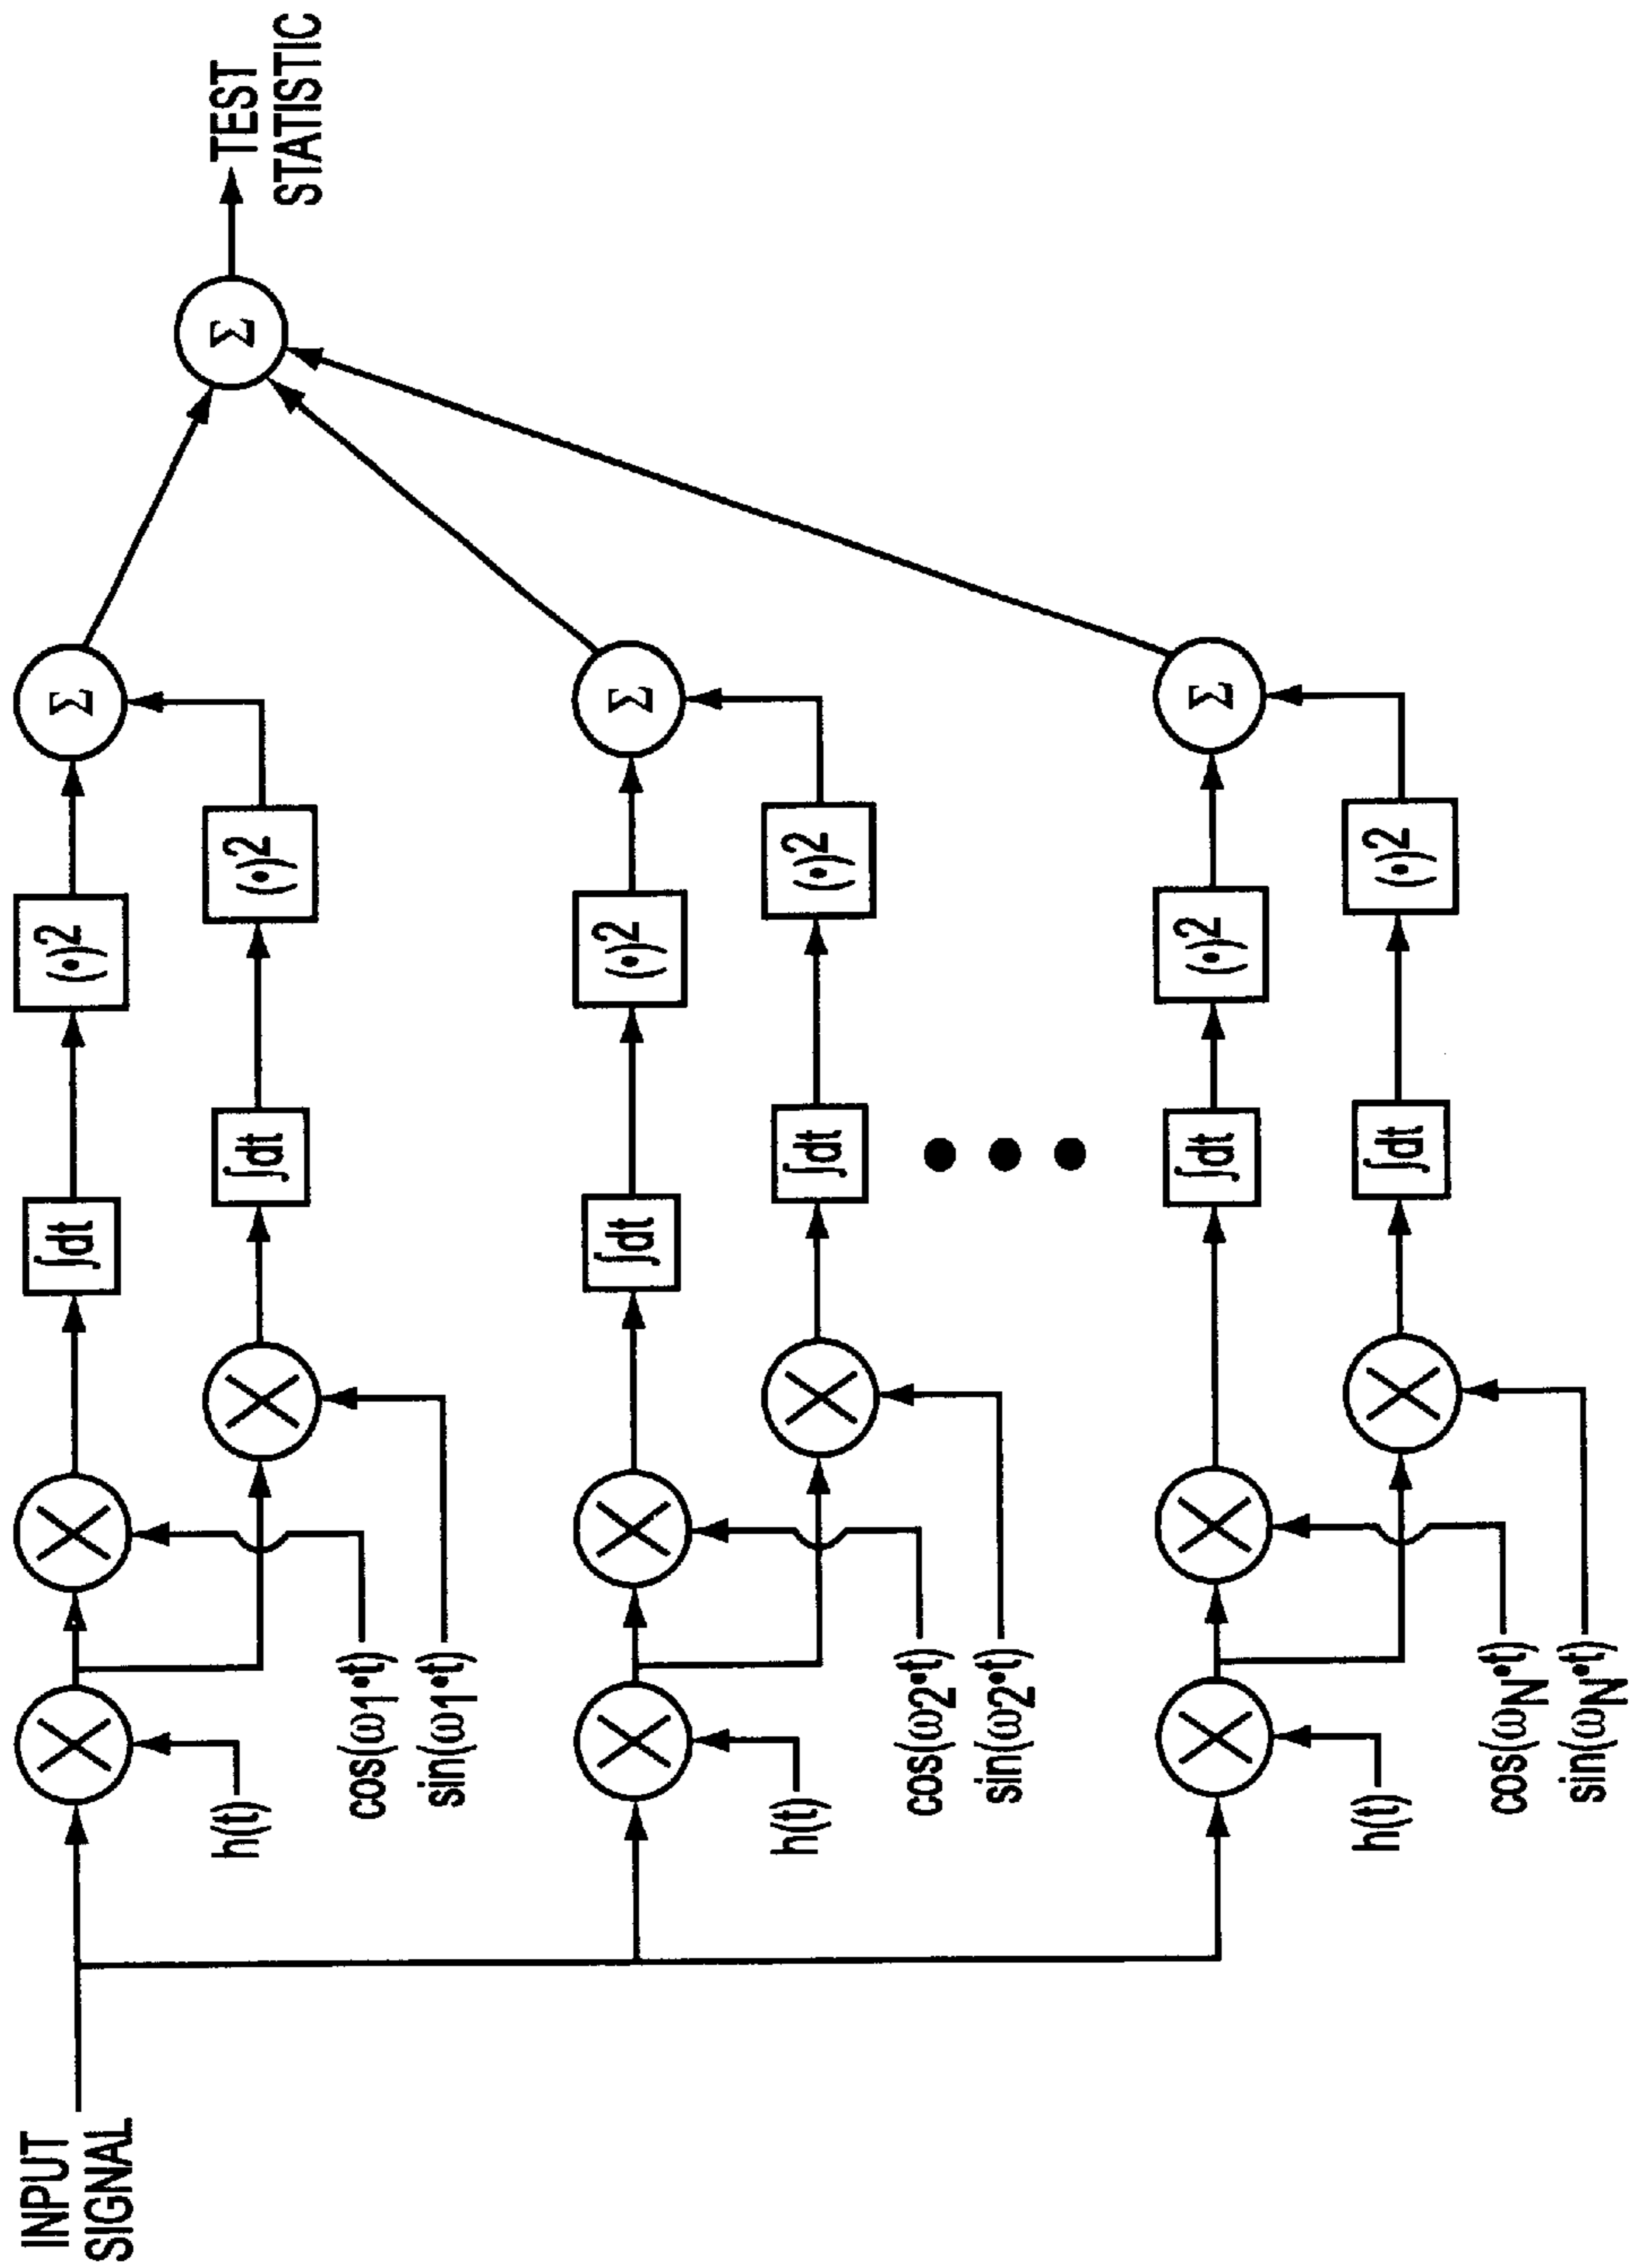 INPUT
SIGNAL
h(t)
cos(ω1•t)
sin(ω1•t)
∫dt
(•)2
∫dt
(•)2
Σ
h(t)
cos(ω2•t)
sin(ω2•t)
∫dt
(•)2
∫dt
(•)2
Σ
h(t)
cos(ωN•t)
sin(ωN•t)
∫dt
(•)2
∫dt
(•)2
Σ
Σ
TEST
STATISTIC